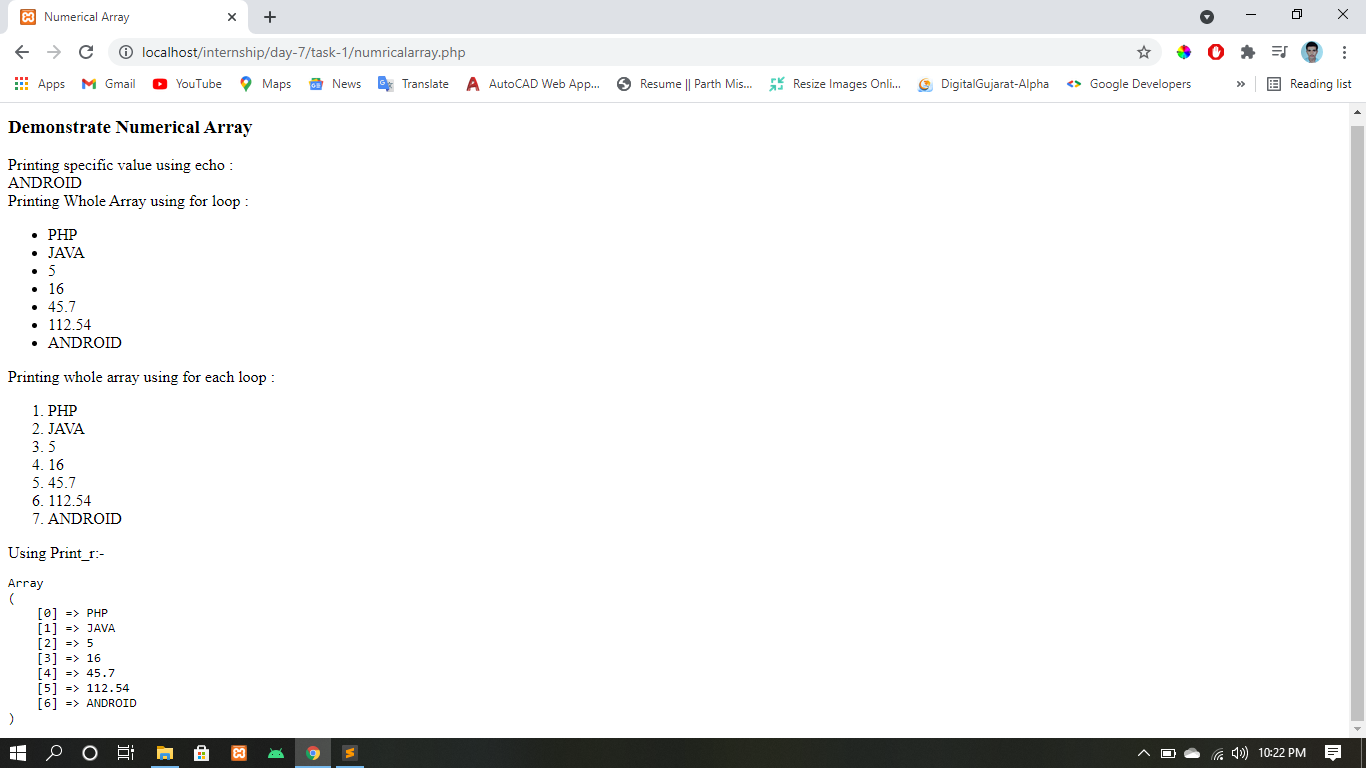 Numerical Array
localhost/internship/day-7/task-1/numricalarray.php
Apps Gmail YouTube Maps News Translate AutoCAD Web App... Resume || Parth Mis... Resize Images Onli... DigitalGujarat-Alpha Google Developers » Reading list
Demonstrate Numerical Array
Printing specific value using echo :
ANDROID
Printing Whole Array using for loop :
• PHP
• JAVA
• 5
• 16
• 45.7
• 112.54
• ANDROID
Printing whole array using for each loop :
1. PHP
2. JAVA
3. 5
4. 16
5. 45.7
6. 112.54
7. ANDROID
Using Print_r:-
Array
(
[0] => PHP
[1] => JAVA
[2] => 5
[3] => 16
[4] => 45.7
[5] => 112.54
[6] => ANDROID
)
10:22 PM